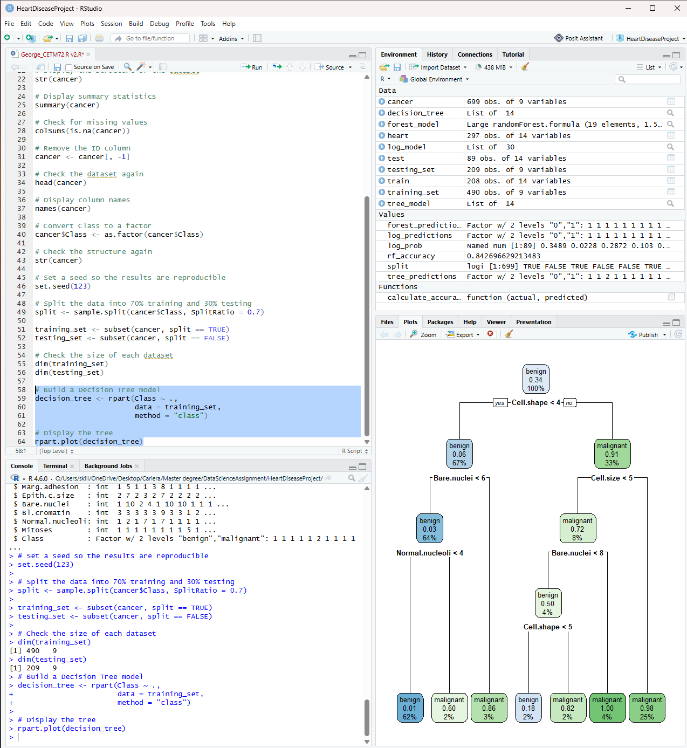 HeartDiseaseProject - RStudio
File Edit Code View Plots Session Build Debug Profile Tools Help
Go to file/function
Addins
Posit Assistant
HeartDiseaseProject
George_CETM72.R v2.R*
Source on Save
Run
Source
22 str(cancer)
23
24 # Display summary statistics
25 summary(cancer)
26
27 # Check for missing values
28 colSums(is.na(cancer))
29
30 # Remove the ID column
31 cancer <- cancer[, -1]
32
33 # Check the dataset again
34 head(cancer)
35
36 # Display column names
37 names(cancer)
38
39 # Convert Class to a factor
40 cancer$Class <- as.factor(cancer$Class)
41
42 # Check the structure again
43 str(cancer)
44
45 # Set a seed so the results are reproducible
46 set.seed(123)
47
48 # Split the data into 70% training and 30% testing
49 split <- sample.split(cancer$Class, SplitRatio = 0.7)
50
51 training_set <- subset(cancer, split == TRUE)
52 testing_set <- subset(cancer, split == FALSE)
53
54 # Check the size of each dataset
55 dim(training_set)
56 dim(testing_set)
57
58 # Build a Decision Tree model
59 decision_tree <- rpart(Class ~ .,
60 data = training_set,
61 method = "class")
62
63 # Display the tree
64 rpart.plot(decision_tree)
58:1 (Top Level) R Script
Console Terminal Background Jobs
R - R 4.6.0 -
$ Marg.adhesion : int 1 5 1 1 3 8 1 1 1 1 ...
$ Epith.c.size : int 2 7 2 3 2 7 2 2 2 2 ...
$ Bare.nuclei : int 1 10 2 4 1 10 10 1 1 1 ...
$ Bl.cromatin : int 3 3 3 3 3 9 3 3 1 2 ...
$ Normal.nucleoli: int 1 2 1 7 1 7 1 1 1 1 ...
$ Mitoses : int 1 1 1 1 1 1 1 1 5 1 ...
$ Class : Factor w/ 2 levels "benign","malignant": 1 1 1 1 1 2 1 1 1 1
...
> # Set a seed so the results are reproducible
> set.seed(123)
>
> # Split the data into 70% training and 30% testing
> split <- sample.split(cancer$Class, SplitRatio = 0.7)
>
> training_set <- subset(cancer, split == TRUE)
> testing_set <- subset(cancer, split == FALSE)
>
> # Check the size of each dataset
> dim(training_set)
[1] 490 9
> dim(testing_set)
[1] 209 9
> # Build a Decision Tree model
> decision_tree <- rpart(Class ~ .,
+ data = training_set,
+ method = "class")
>
> # Display the tree
> rpart.plot(decision_tree)
>
Environment History Connections Tutorial
Import Dataset 438 MiB List
R Global Environment
Data
cancer 699 obs. of 9 variables
decision_tree List of 14
forest_model Large randomForest.formula (19 elements, 1.5...
heart 297 obs. of 14 variables
log_model List of 30
test 89 obs. of 14 variables
testing_set 209 obs. of 9 variables
train 208 obs. of 14 variables
training_set 490 obs. of 9 variables
tree_model List of 14
Values
forest_predictio… Factor w/ 2 levels "0","1": 1 1 1 1 1 1 1 1 1 …
log_predictions Factor w/ 2 levels "0","1": 1 1 1 1 1 1 1 1 1 …
log_prob Named num [1:89] 0.3489 0.0228 0.2872 0.103 0…
rf_accuracy 0.842696629213483
split logi [1:699] TRUE FALSE TRUE FALSE FALSE TRUE …
tree_predictions Factor w/ 2 levels "0","1": 1 1 2 1 1 1 1 1 1 …
Functions
calculate_accura… function (actual, predicted)
Files Plots Packages Help Viewer Presentation
Zoom Export Publish
benign
0.34
100%
yes Cell.shape < 4 no
benign
0.06
67%
malignant
0.91
33%
Bare.nuclei < 6
Cell.size < 5
benign
0.03
64%
malignant
0.72
8%
Normal.nucleoli < 4
Bare.nuclei < 8
benign
0.50
4%
Cell.shape < 5
benign
0.01
62%
malignant
0.60
2%
malignant
0.86
3%
benign
0.18
2%
malignant
0.82
2%
malignant
1.00
4%
malignant
0.98
25%